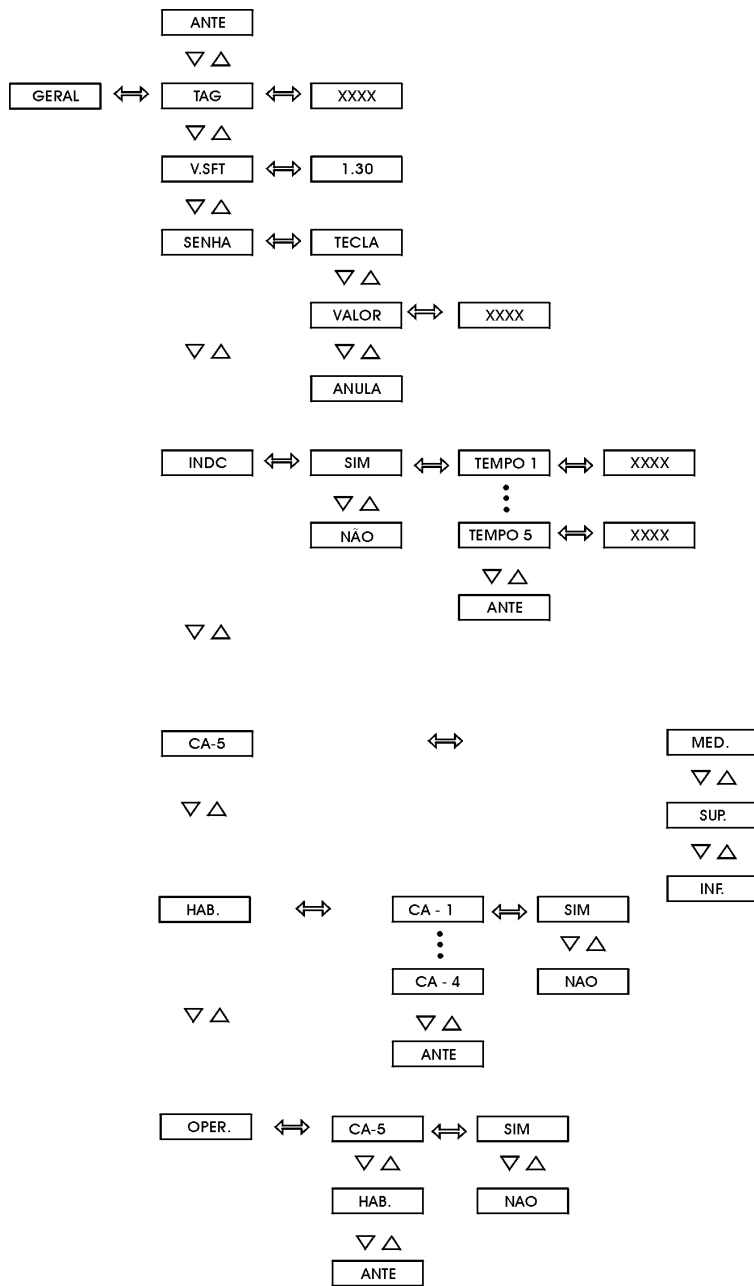 ANTE
GERAL TAG XXXX
V.SFT 1.30
SENHA TECLA
VALOR XXXX
ANULA
INDC SIM TEMPO 1 XXXX
NÃO TEMPO 5 XXXX
ANTE
CA-5 MED.
SUP.
INF.
HAB. CA - 1 SIM
CA - 4 NAO
ANTE
OPER. CA-5 SIM
HAB. NAO
ANTE